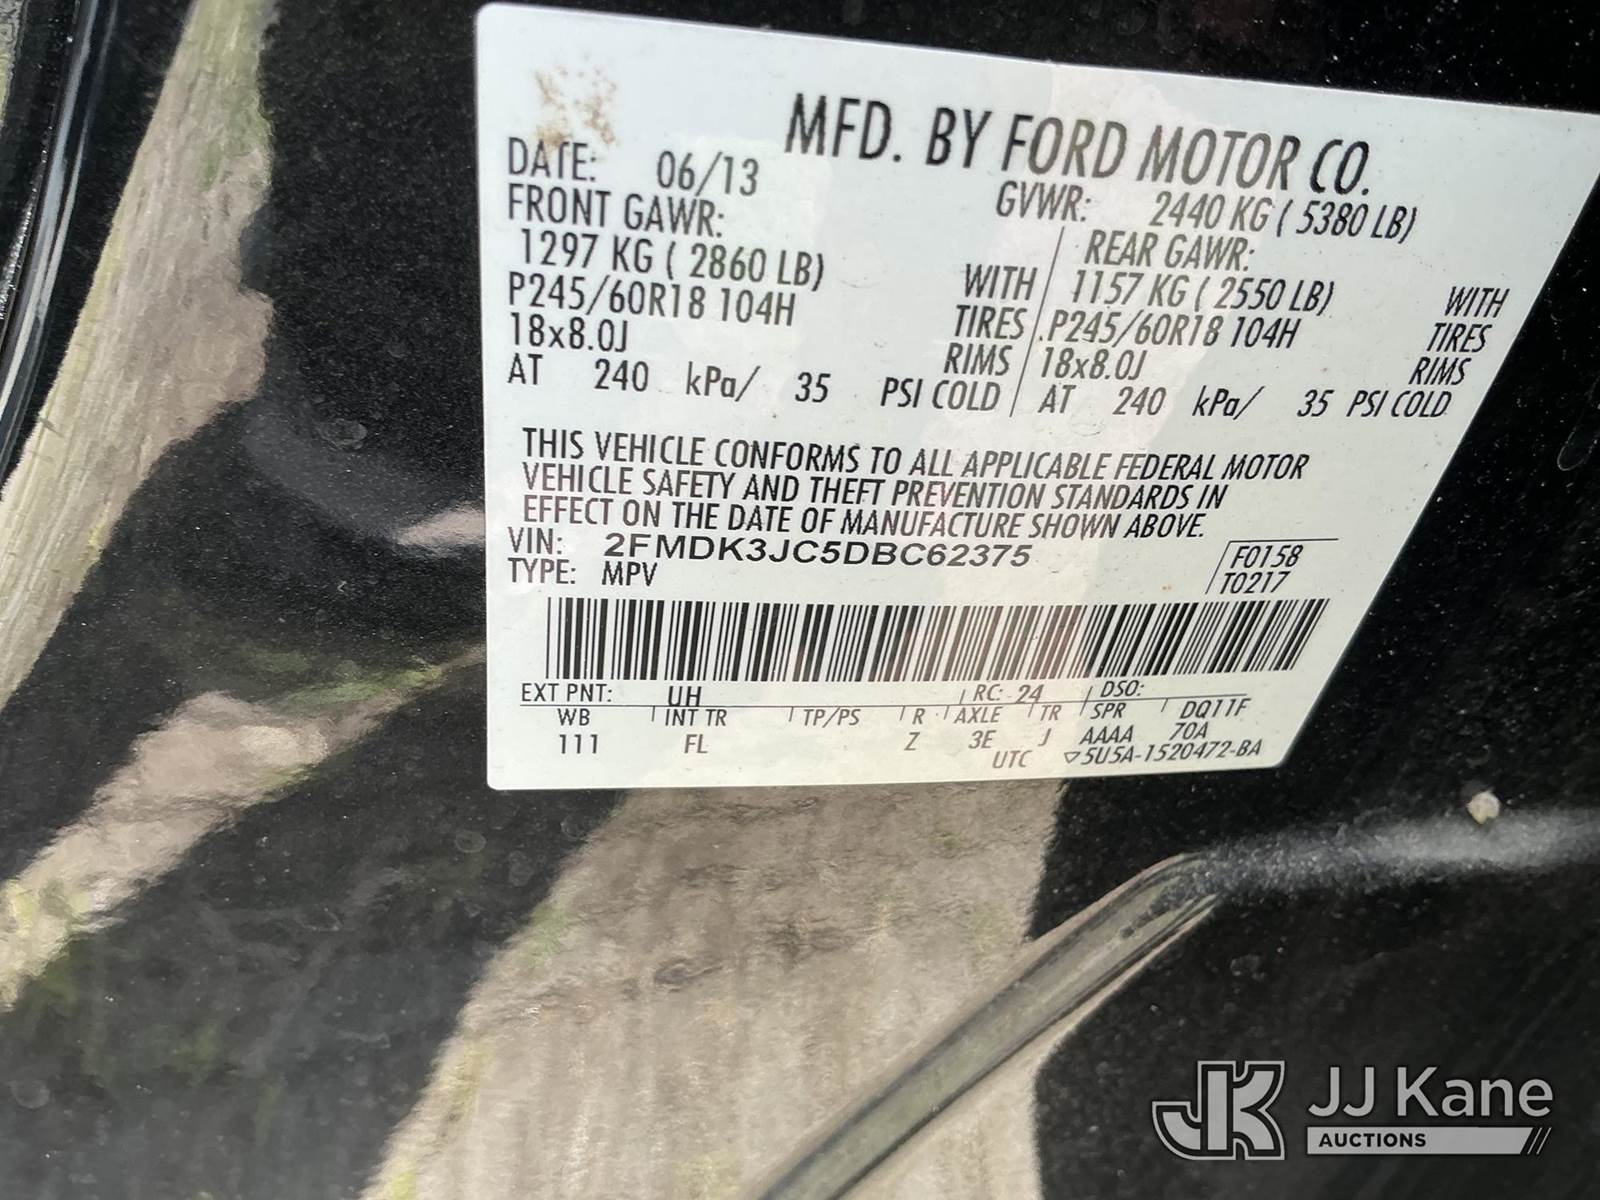 MFD. BY FORD MOTOR CO.
DATE: 06/13 GVWR: 2440 KG ( 5380 LB)
FRONT GAWR: REAR GAWR:
1297 KG ( 2860 LB) WITH 1157 KG ( 2550 LB) WITH
P245/60R18 104H TIRES P245/60R18 104H TIRES
18x8.0J RIMS 18x8.0J RIMS
AT 240 kPa/ 35 PSI COLD AT 240 kPa/ 35 PSI COLD
THIS VEHICLE CONFORMS TO ALL APPLICABLE FEDERAL MOTOR
VEHICLE SAFETY AND THEFT PREVENTION STANDARDS IN
EFFECT ON THE DATE OF MANUFACTURE SHOWN ABOVE.
VIN: 2FMDK3JC5DBC62375 F0158
TYPE: MPV T0217
EXT PNT: UH RC: 24 DSO:
WB INT TR TP/PS R AXLE TR SPR DQ11F
111 FL Z 3E J AAAA 70A
UTC ▽5U5A-1520472-BA
JK JJ Kane
AUCTIONS